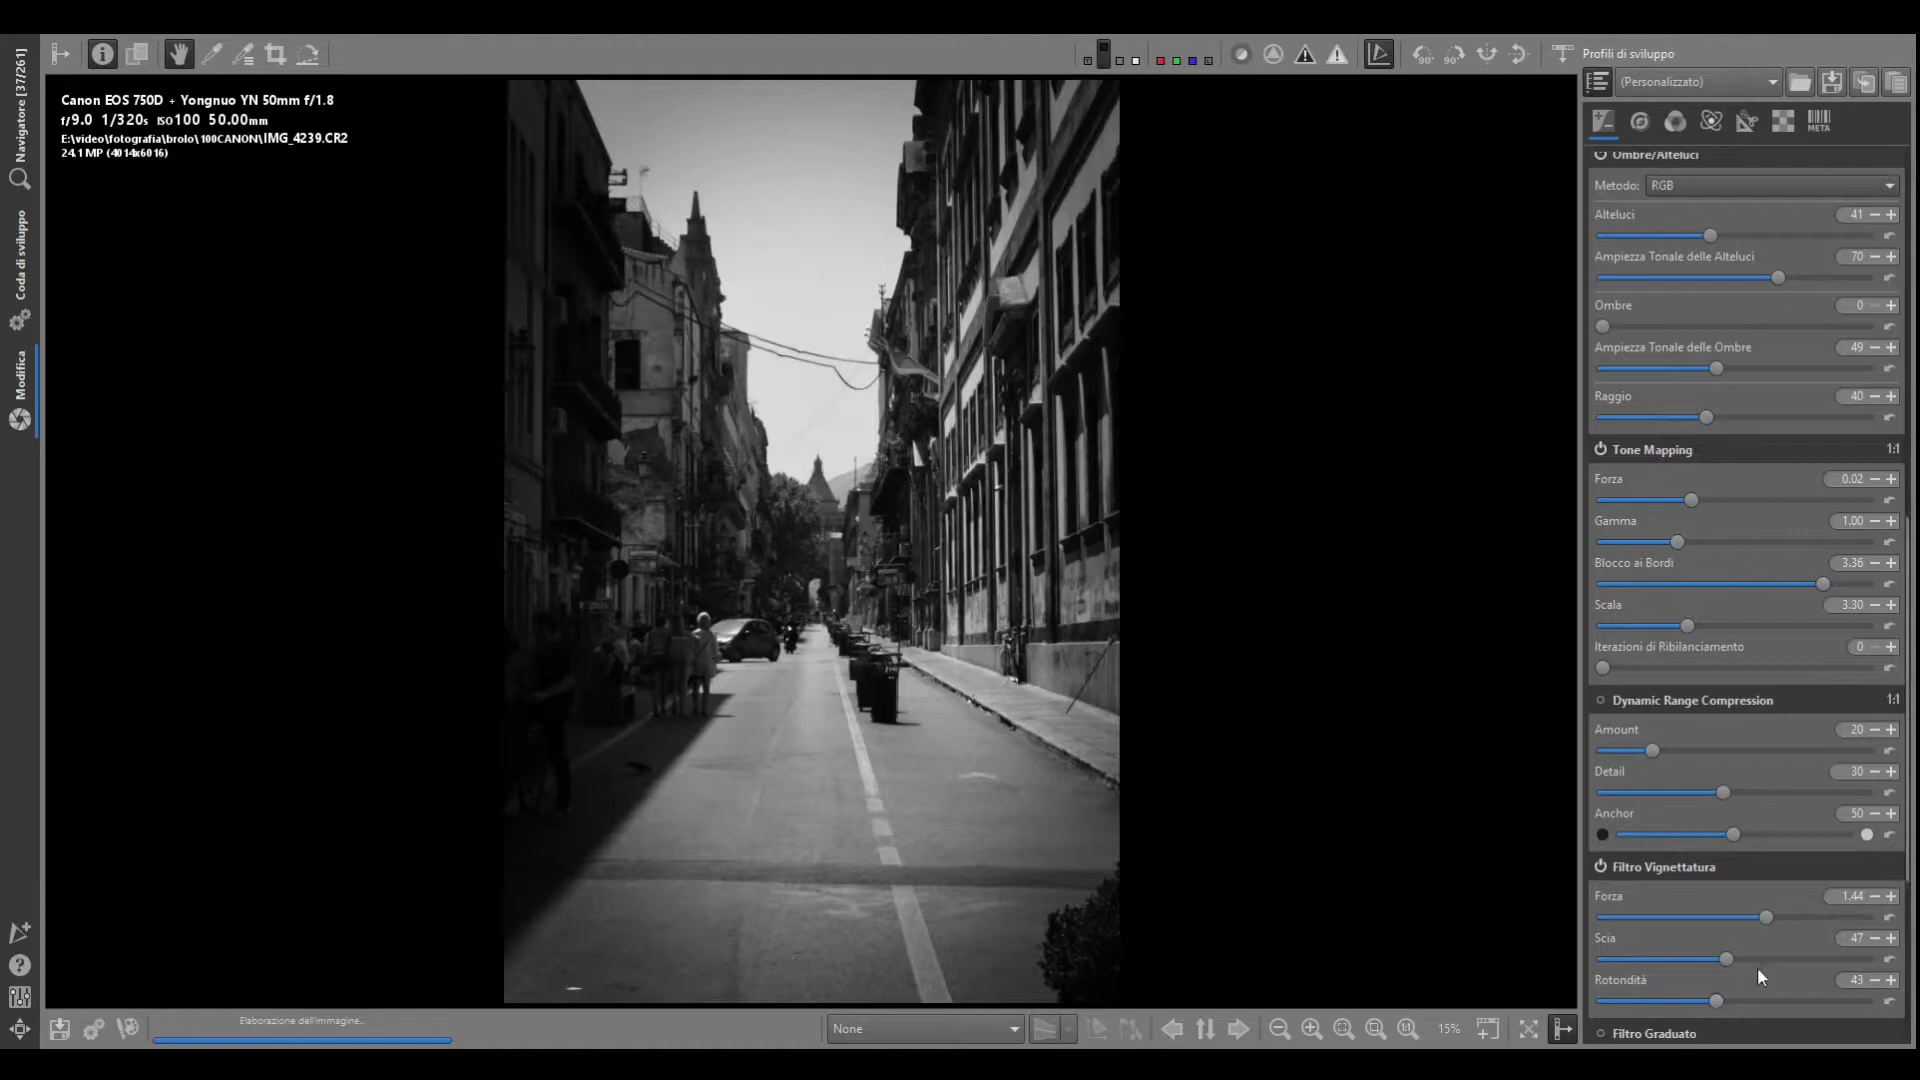 Navigatore [37/261]
Coda di sviluppo
Modifica
Canon EOS 750D + Yongnuo YN 50mm f/1.8
f/9.0 1/320s ISO100 50.00mm
E:\video\fotografia\brolo\100CANON\IMG_4239.CR2
24.1 MP (4014x6016)
90° 90°
Profili di sviluppo
(Personalizzato)
META
Ombre/Alteluci
Metodo: RGB
Alteluci 41
Ampiezza Tonale delle Alteluci 70
Ombre 0
Ampiezza Tonale delle Ombre 49
Raggio 40
Tone Mapping 1:1
Forza 0.02
Gamma 1.00
Blocco ai Bordi 3.36
Scala 3.30
Iterazioni di Ribilanciamento 0
Dynamic Range Compression 1:1
Amount 20
Detail 30
Anchor 50
Filtro Vignettatura
Forza 1.44
Scia 47
Rotondità 43
Filtro Graduato
Elaborazione dell'immagine...
None
1:1
15%